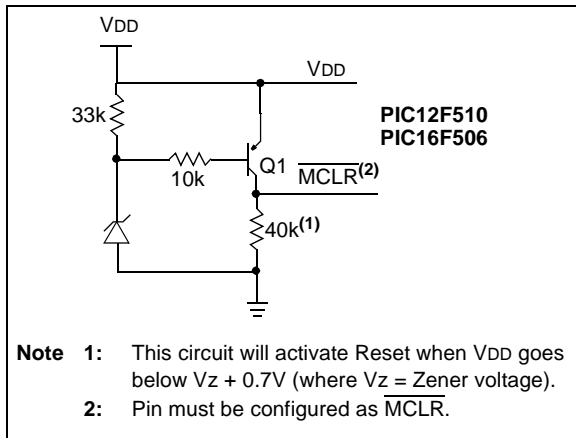 VDD
VDD
33k
PIC12F510
PIC16F506
Q1
MCLR(2)
10k
40k(1)
Note 1: This circuit will activate Reset when VDD goes
below Vz + 0.7V (where Vz = Zener voltage).
2: Pin must be configured as MCLR.